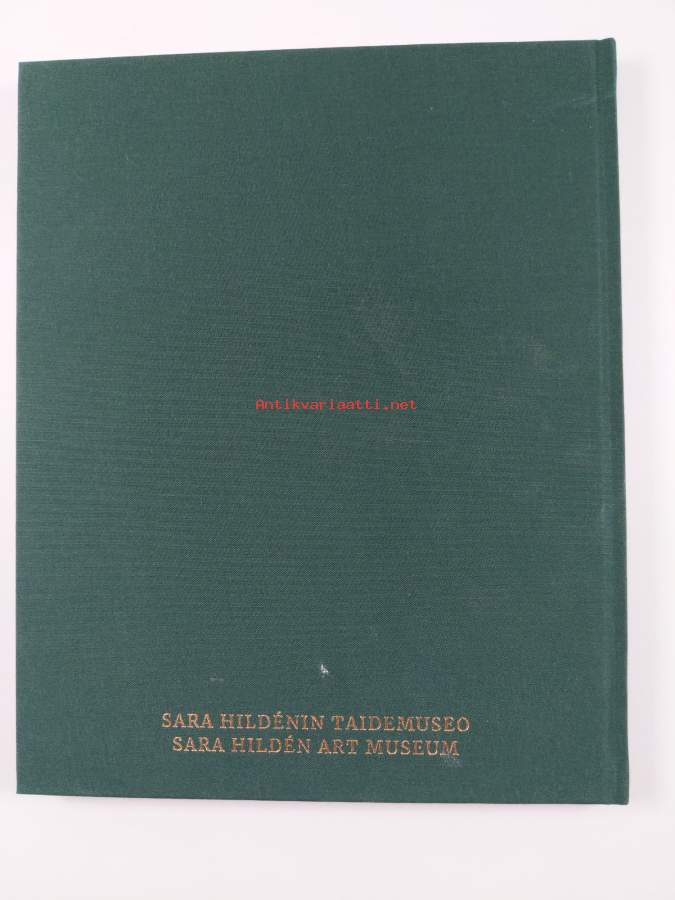 Antikvariaatti.net
SARA HILDÉNIN TAIDEMUSEO
SARA HILDÉN ART MUSEUM